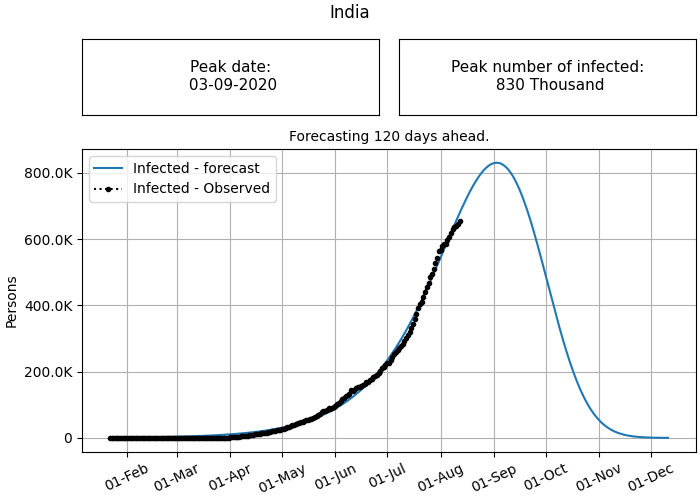 India
Peak date:
03-09-2020
Peak number of infected:
830 Thousand
Forecasting 120 days ahead.
Infected - forecast
Infected - Observed
Persons
800.0K
600.0K
400.0K
200.0K
0
01-Feb
01-Mar
01-Apr
01-May
01-Jun
01-Jul
01-Aug
01-Sep
01-Oct
01-Nov
01-Dec